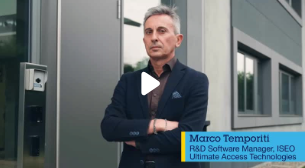 Marco Temporiti
R&D Software Manager, ISEO
Ultimate Access Technologies